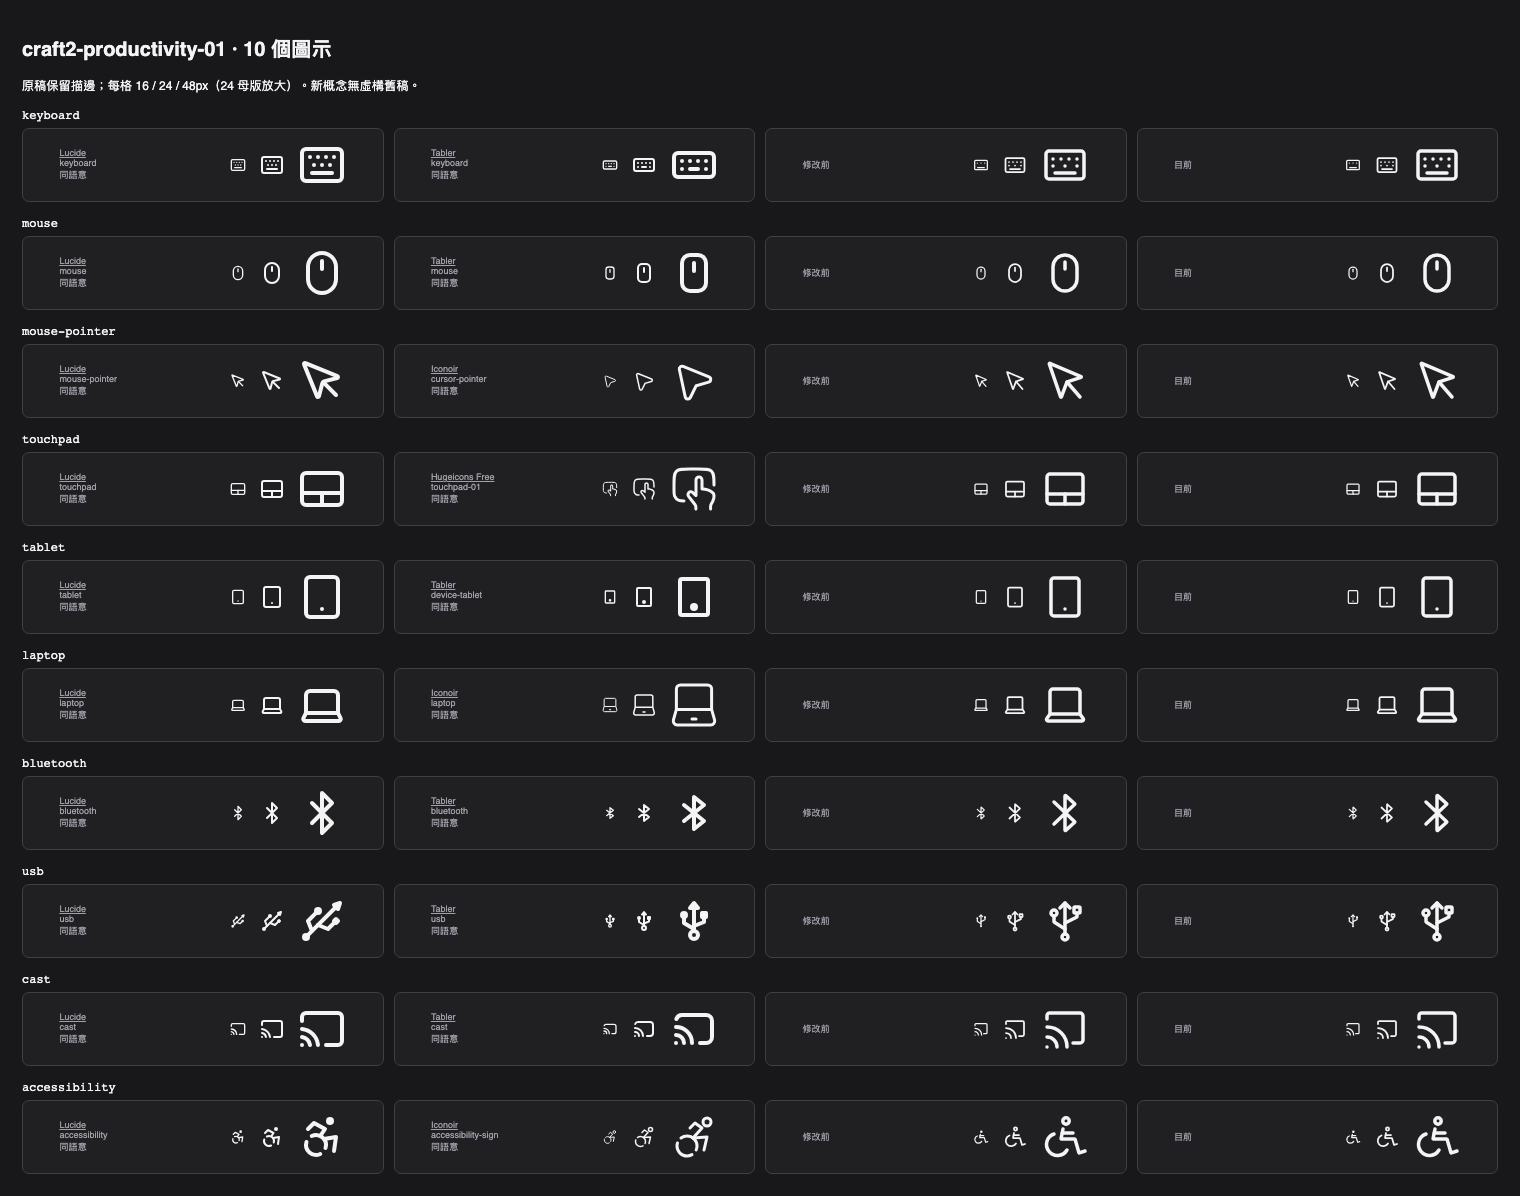 craft2-productivity-01 · 10 個圖示
原稿保留描邊；每格 16 / 24 / 48px（24 母版放大）。新概念無虛構舊稿。
keyboard
Lucide
keyboard
同語意
Tabler
keyboard
同語意
修改前
目前
mouse
Lucide
mouse
同語意
Tabler
mouse
同語意
修改前
目前
mouse-pointer
Lucide
mouse-pointer
同語意
Iconoir
cursor-pointer
同語意
修改前
目前
touchpad
Lucide
touchpad
同語意
Hugeicons Free
touchpad-01
同語意
修改前
目前
tablet
Lucide
tablet
同語意
Tabler
device-tablet
同語意
修改前
目前
laptop
Lucide
laptop
同語意
Iconoir
laptop
同語意
修改前
目前
bluetooth
Lucide
bluetooth
同語意
Tabler
bluetooth
同語意
修改前
目前
usb
Lucide
usb
同語意
Tabler
usb
同語意
修改前
目前
cast
Lucide
cast
同語意
Tabler
cast
同語意
修改前
目前
accessibility
Lucide
accessibility
同語意
Iconoir
accessibility-sign
同語意
修改前
目前